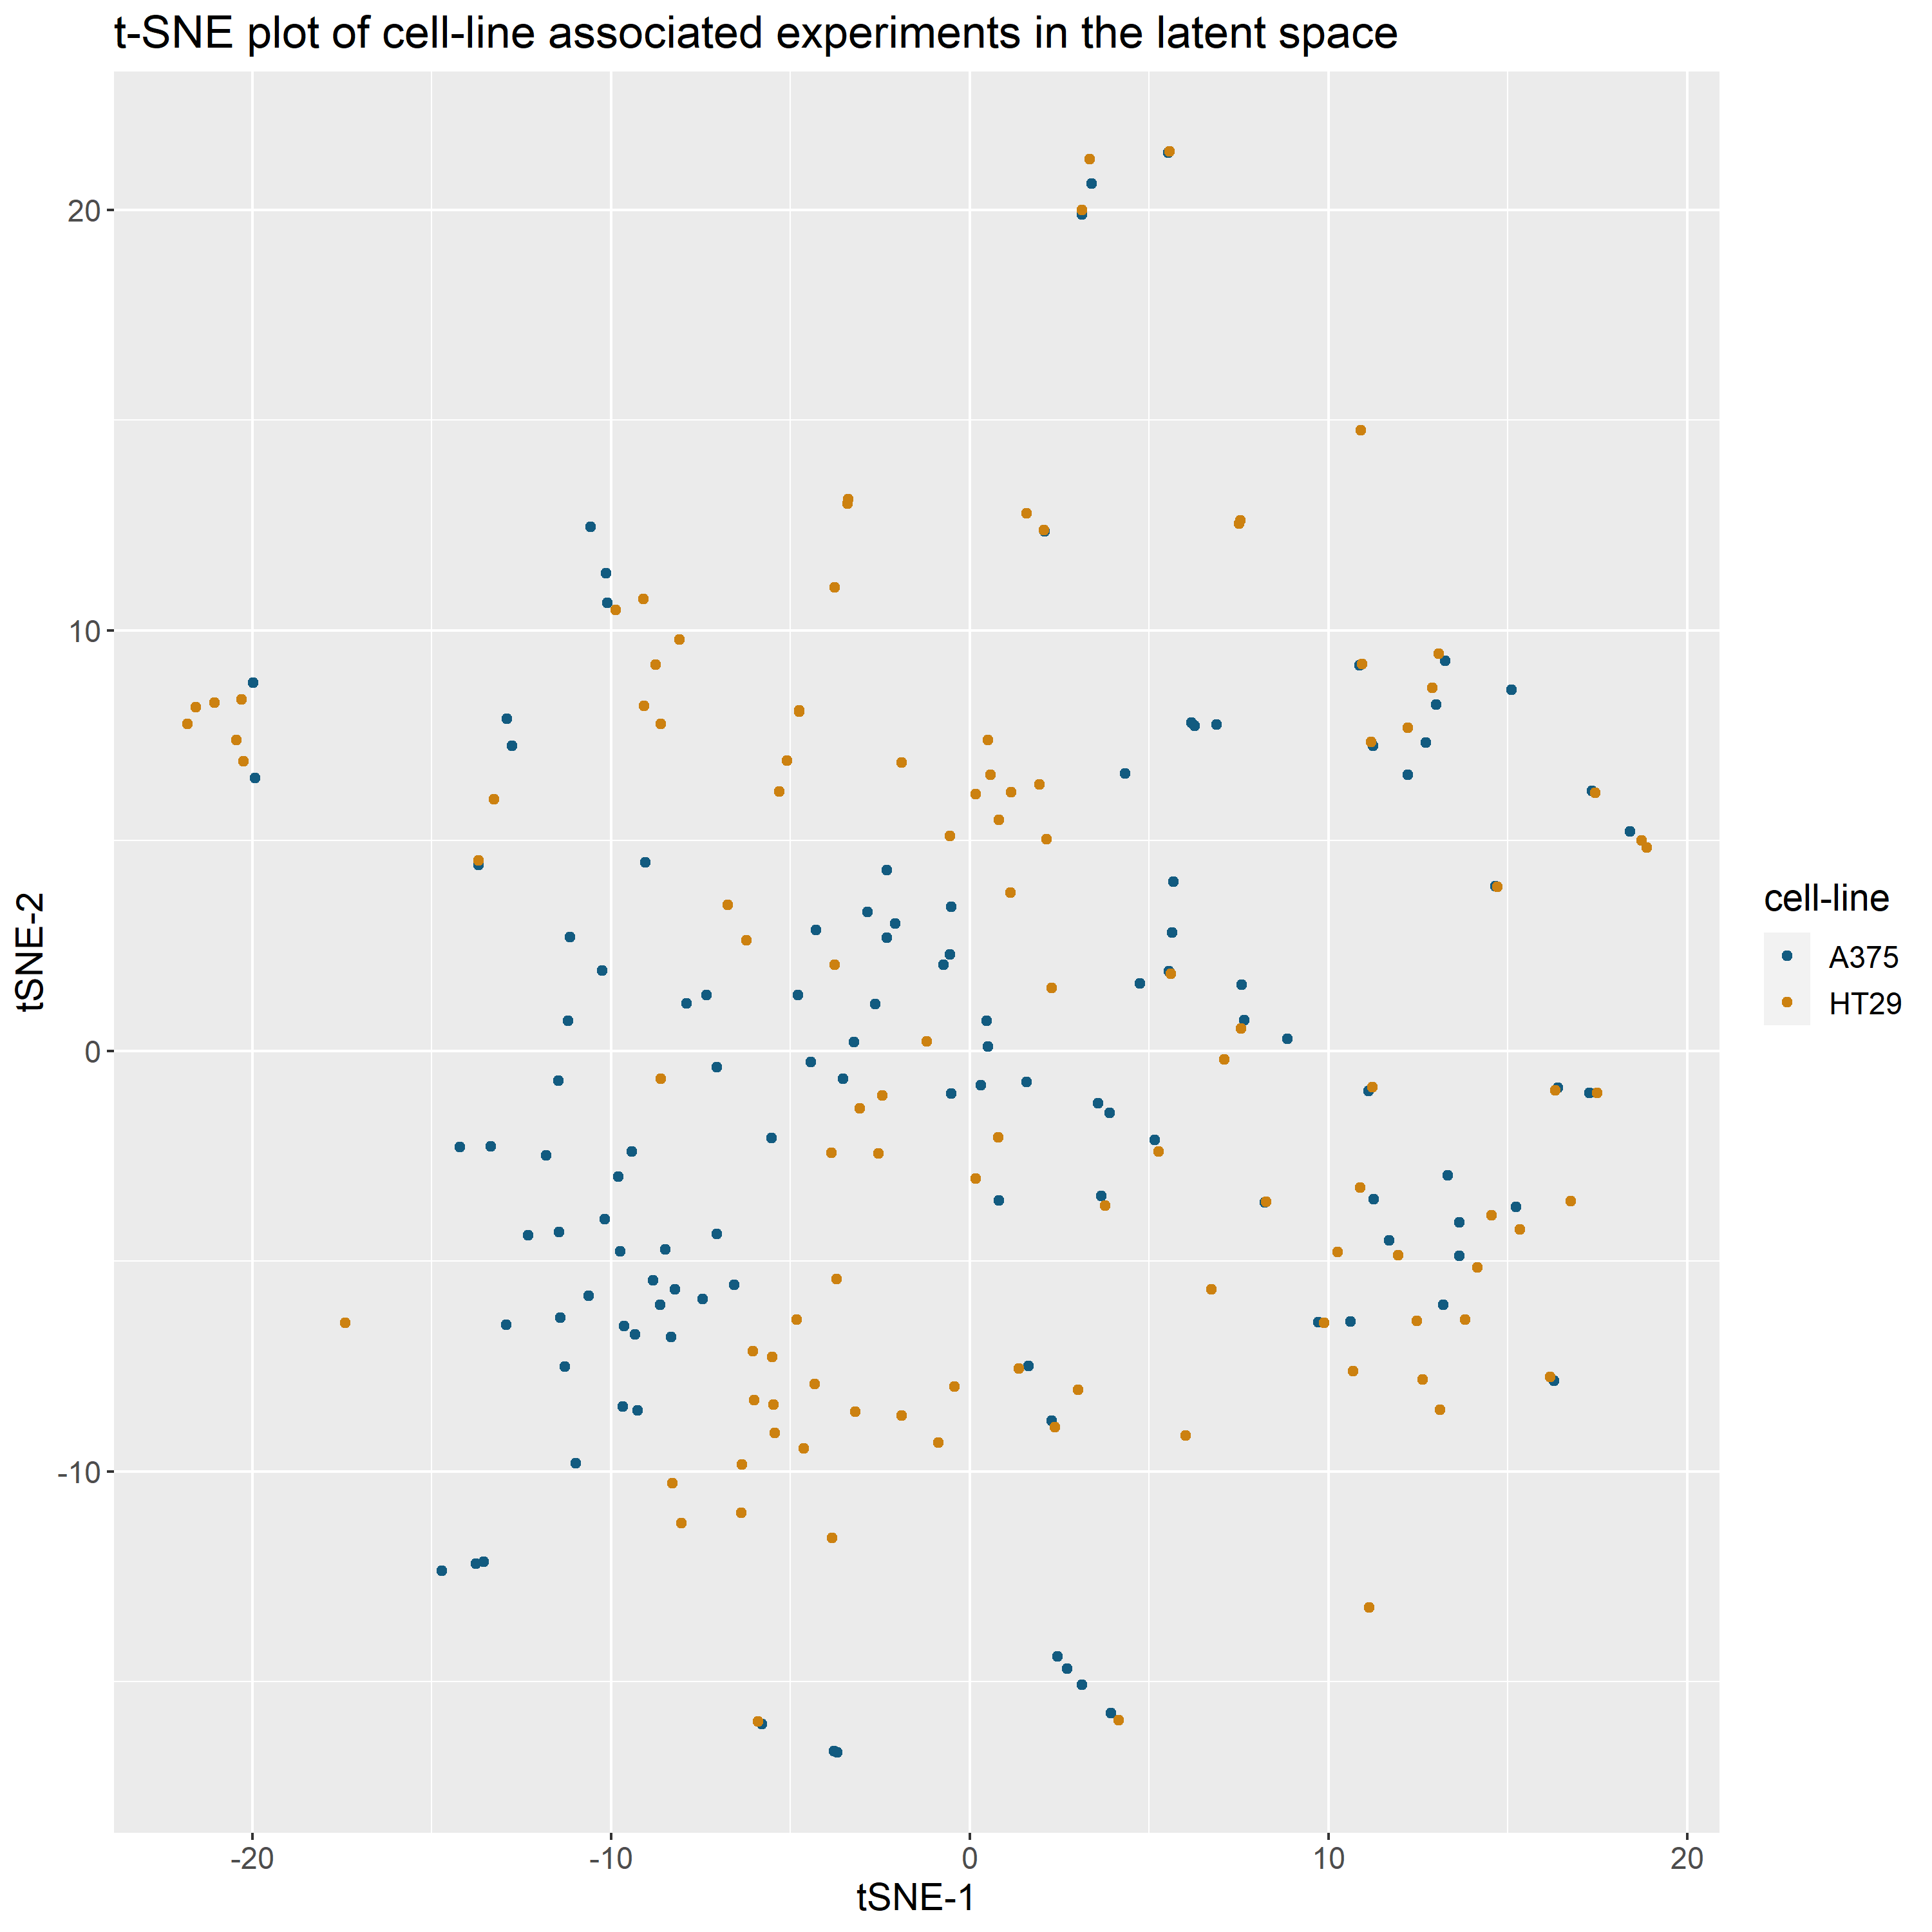 t-SNE plot of cell-line associated experiments in the latent space
20
10
0
-10
tSNE-2
-20
-10
0
10
20
tSNE-1
cell-line
A375
HT29